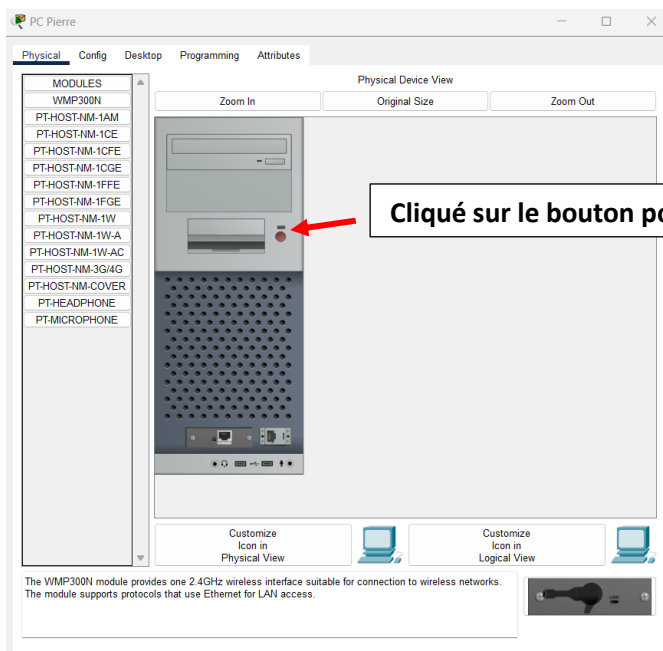 PC Pierre
Physical Config Desktop Programming Attributes
MODULES
WMP300N
PT-HOST-NM-1AM
PT-HOST-NM-1CE
PT-HOST-NM-1CFE
PT-HOST-NM-1CGE
PT-HOST-NM-1FFE
PT-HOST-NM-1FGE
PT-HOST-NM-1W
PT-HOST-NM-1W-A
PT-HOST-NM-1W-AC
PT-HOST-NM-3G/4G
PT-HOST-NM-COVER
PT-HEADPHONE
PT-MICROPHONE
Physical Device View
Zoom In Original Size Zoom Out
Cliqué sur le bouton
Customize
Icon in
Physical View
Customize
Icon in
Logical View
The WMP300N module provides one 2.4GHz wireless interface suitable for connection to wireless networks.
The module supports protocols that use Ethernet for LAN access.